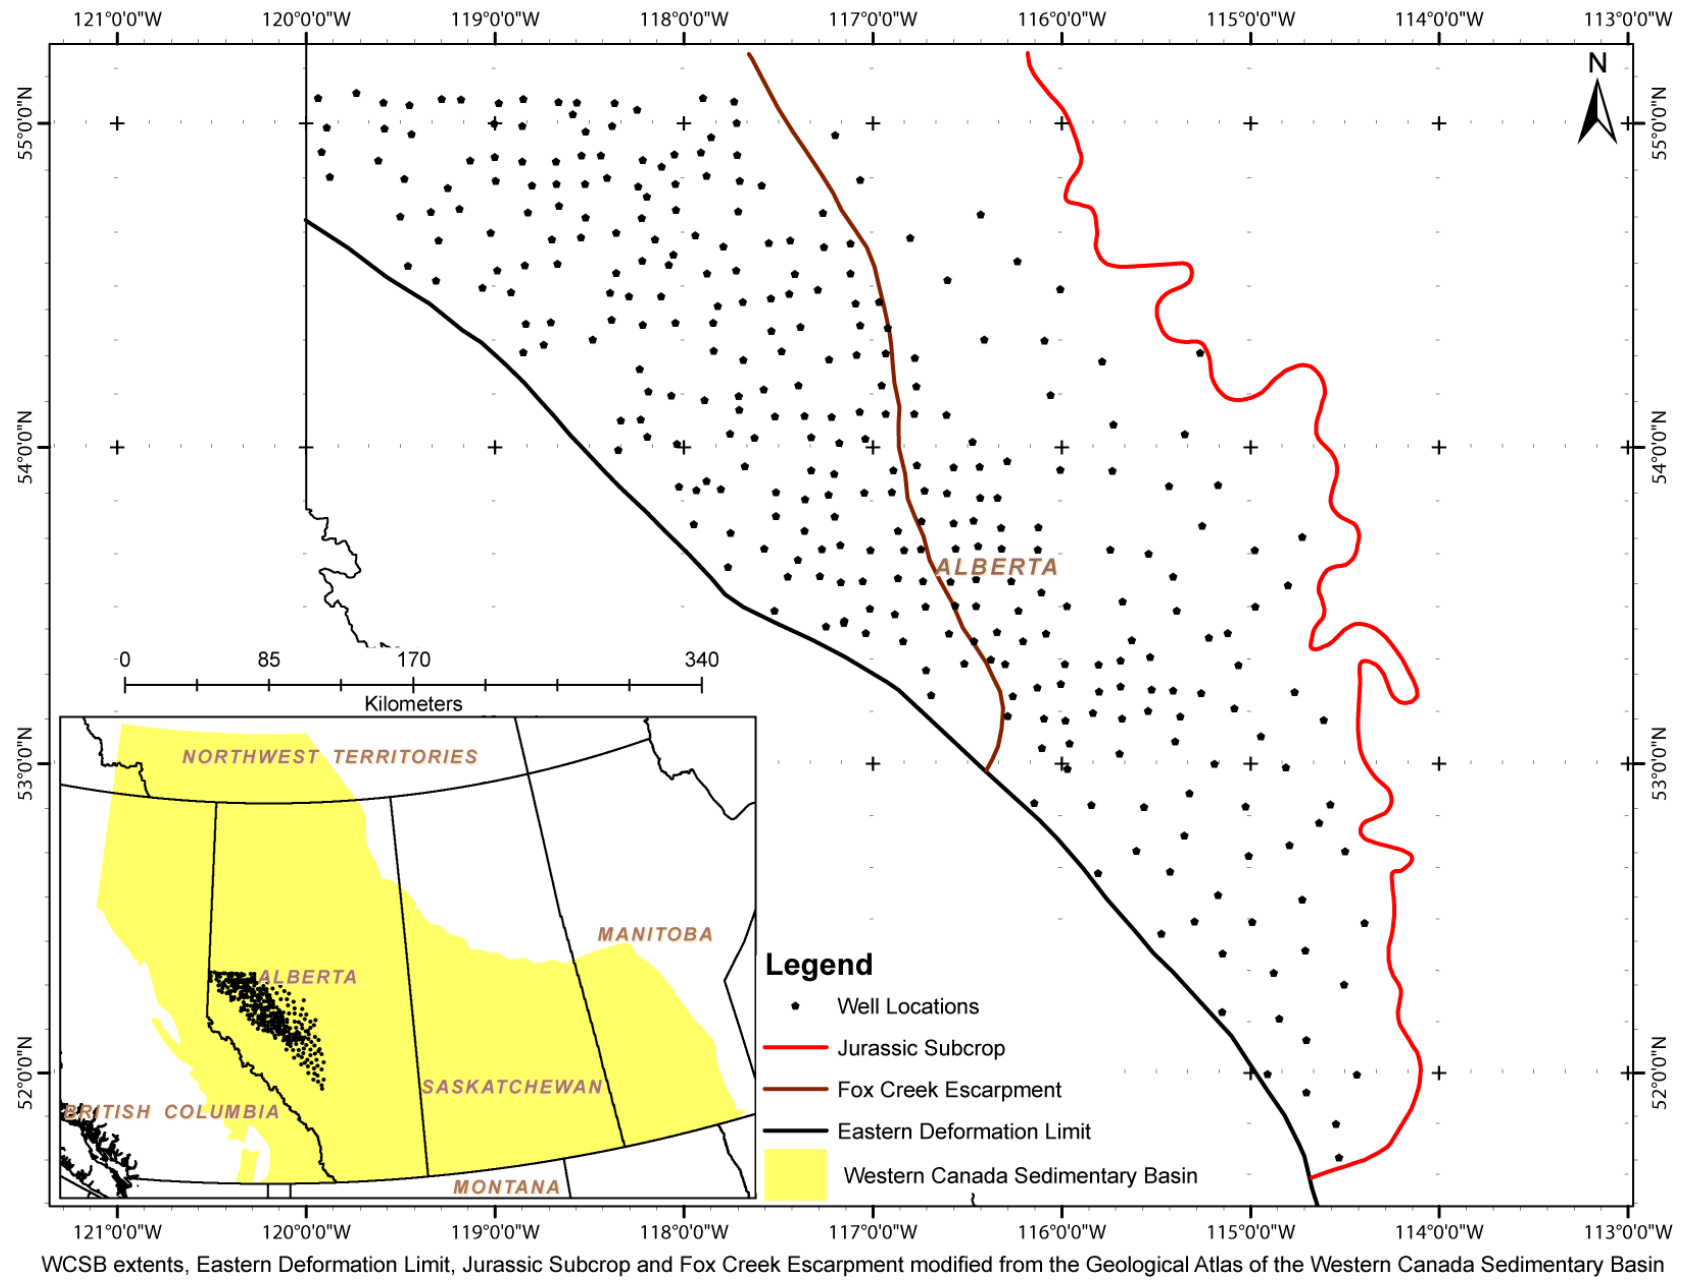 121°0'0"W 120°0'0"W 119°0'0"W 118°0'0"W 117°0'0"W 116°0'0"W 115°0'0"W 114°0'0"W 113°0'0"W
N
55°0'0"N 55°0'0"N
54°0'0"N 54°0'0"N
ALBERTA
0 85 170 340
Kilometers
53°0'0"N 53°0'0"N
NORTHWEST TERRITORIES
MANITOBA
ALBERTA
SASKATCHEWAN
BRITISH COLUMBIA
MONTANA
Legend
Well Locations
Jurassic Subcrop
Fox Creek Escarpment
Eastern Deformation Limit
Western Canada Sedimentary Basin
52°0'0"N 52°0'0"N
121°0'0"W 120°0'0"W 119°0'0"W 118°0'0"W 117°0'0"W 116°0'0"W 115°0'0"W 114°0'0"W 113°0'0"W
WCSB extents, Eastern Deformation Limit, Jurassic Subcrop and Fox Creek Escarpment modified from the Geological Atlas of the Western Canada Sedimentary Basin